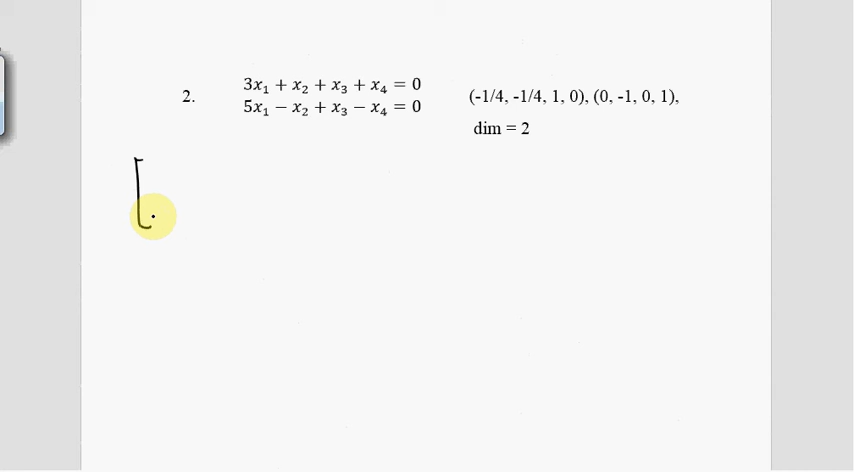 2.
3x₁ + x₂ + x₃ + x₄ = 0
5x₁ − x₂ + x₃ − x₄ = 0
(-1/4, -1/4, 1, 0), (0, -1, 0, 1),
dim = 2
[